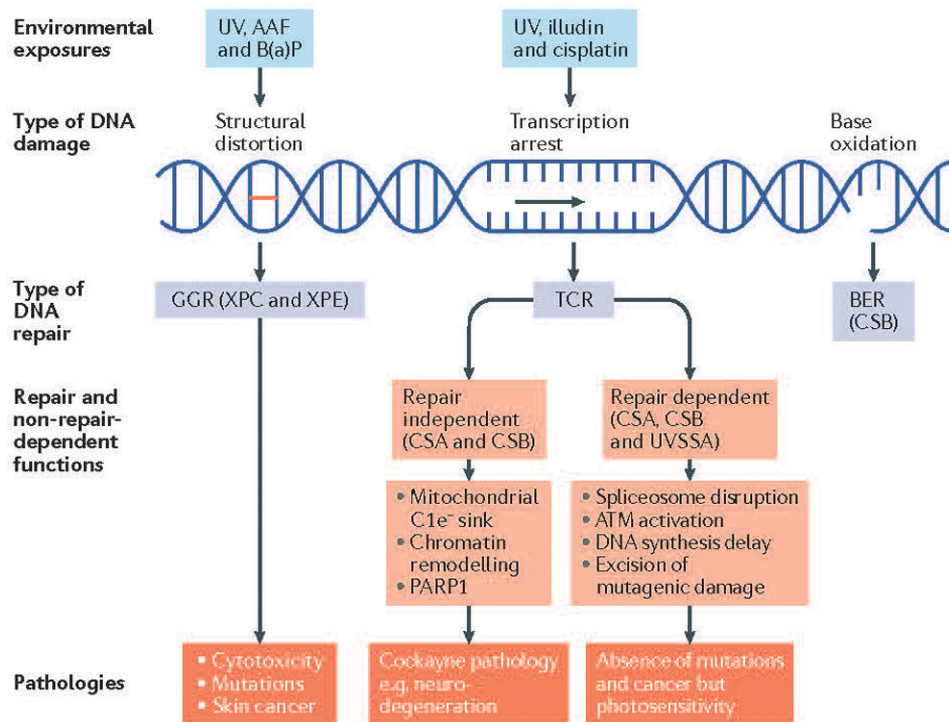 Environmental
exposures
UV, AAF
and B(a)P
UV, illudin
and cisplatin
Type of DNA
damage
Structural
distortion
Transcription
arrest
Base
oxidation
Type of
DNA
repair
GGR (XPC and XPE)
TCR
BER
(CSB)
Repair and
non-repair-
dependent
functions
Repair
independent
(CSA and CSB)
Repair dependent
(CSA, CSB
and UVSSA)
• Mitochondrial
C1e⁻ sink
• Chromatin
remodelling
• PARP1
• Spliceosome disruption
• ATM activation
• DNA synthesis delay
• Excision of
mutagenic damage
Pathologies
▪ Cytotoxicity
▪ Mutations
▪ Skin cancer
Cockayne pathology
e.g. neuro-
degeneration
Absence of mutations
and cancer but
photosensitivity